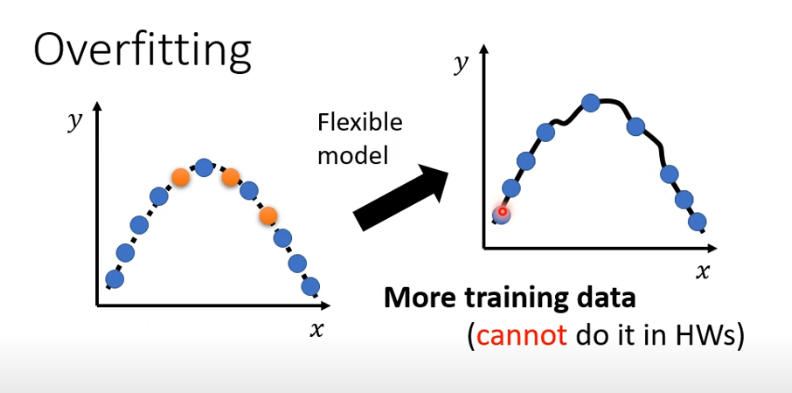 Overfitting
y
x
Flexible
model
y
x
More training data
(cannot do it in HWs)